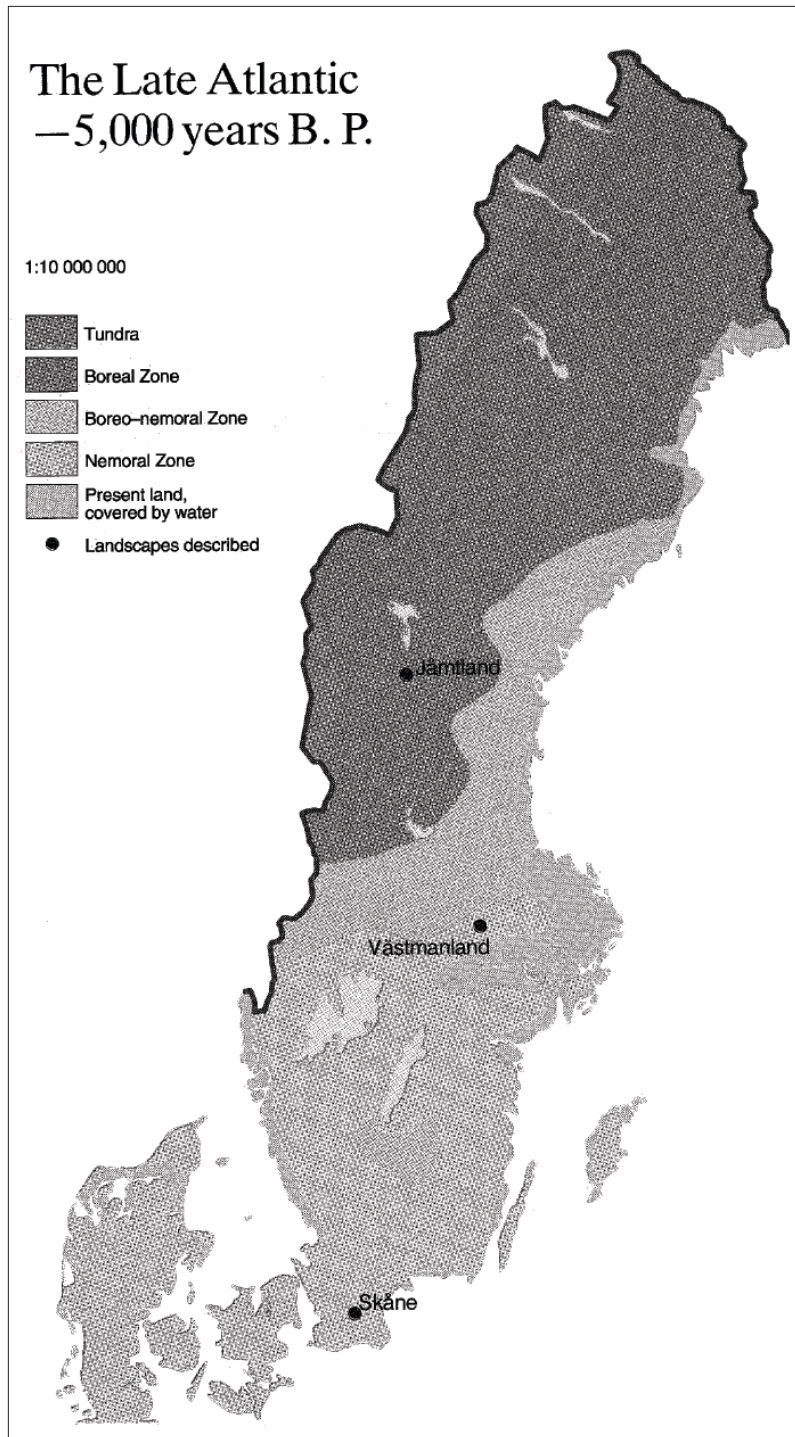 The Late Atlantic
—5,000 years B. P.
1:10 000 000
Tundra
Boreal Zone
Boreo–nemoral Zone
Nemoral Zone
Present land,
covered by water
Landscapes described
Jämtland
Västmanland
Skåne